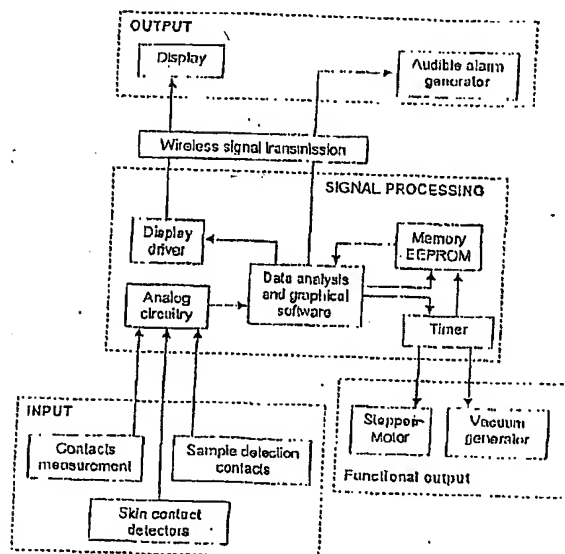 OUTPUT
Display
Audible alarm
generator
Wireless signal transmission
SIGNAL PROCESSING
Display
driver
Memory
EEPROM
Data analysis
and graphical
software
Analog
circuitry
Timer
INPUT
Contacts
measurement
Sample detection
contacts
Skin contact
detectors
Stepper
Motor
Vacuum
generator
Functional output